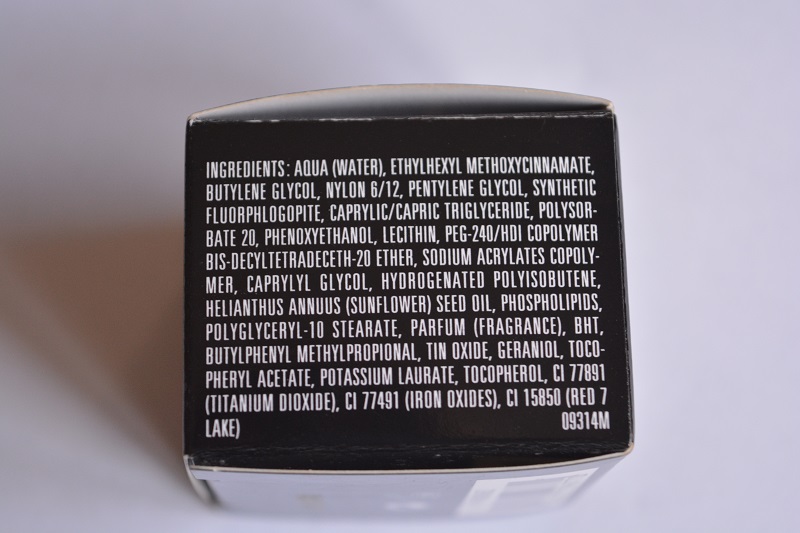 INGREDIENTS: AQUA (WATER), ETHYLHEXYL METHOXYCINNAMATE,
BUTYLENE GLYCOL, NYLON 6/12, PENTYLENE GLYCOL, SYNTHETIC
FLUORPHLOGOPITE, CAPRYLIC/CAPRIC TRIGLYCERIDE, POLYSOR-
BATE 20, PHENOXYETHANOL, LECITHIN, PEG-240/HDI COPOLYMER
BIS-DECYLTETRADECETH-20 ETHER, SODIUM ACRYLATES COPOLY-
MER, CAPRYLYL GLYCOL, HYDROGENATED POLYISOBUTENE,
HELIANTHUS ANNUUS (SUNFLOWER) SEED OIL, PHOSPHOLIPIDS,
POLYGLYCERYL-10 STEARATE, PARFUM (FRAGRANCE), BHT,
BUTYLPHENYL METHYLPROPIONAL, TIN OXIDE, GERANIOL, TOCO-
PHERYL ACETATE, POTASSIUM LAURATE, TOCOPHEROL, CI 77891
(TITANIUM DIOXIDE), CI 77491 (IRON OXIDES), CI 15850 (RED 7
LAKE) 09314M